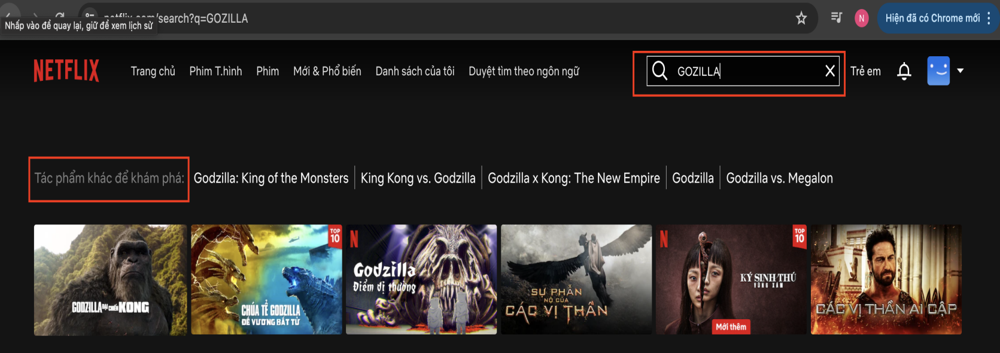 /search?q=GOZILLA
N
Hiện đã có Chrome mới
Nhấp vào để quay lại, giữ để xem lịch sử
NETFLIX
Trang chủ
Phim T.hình
Phim
Mới & Phổ biến
Danh sách của tôi
Duyệt tìm theo ngôn ngữ
GOZILLA
Trẻ em
Tác phẩm khác để khám phá:
Godzilla: King of the Monsters
King Kong vs. Godzilla
Godzilla x Kong: The New Empire
Godzilla
Godzilla vs. Megalon
GODZILLA ĐẠI CHIẾN KONG
TOP
10
CHÚA TỂ GODZILLA
ĐẾ VƯƠNG BẤT TỬ
N
Godzilla
Điểm dị thường
SỰ PHẪN
NỘ CỦA
CÁC VỊ THẦN
N
TOP
10
KÝ SINH THÚ
VÙNG XÁM
Mới thêm
CÁC VỊ THẦN AI CẬP